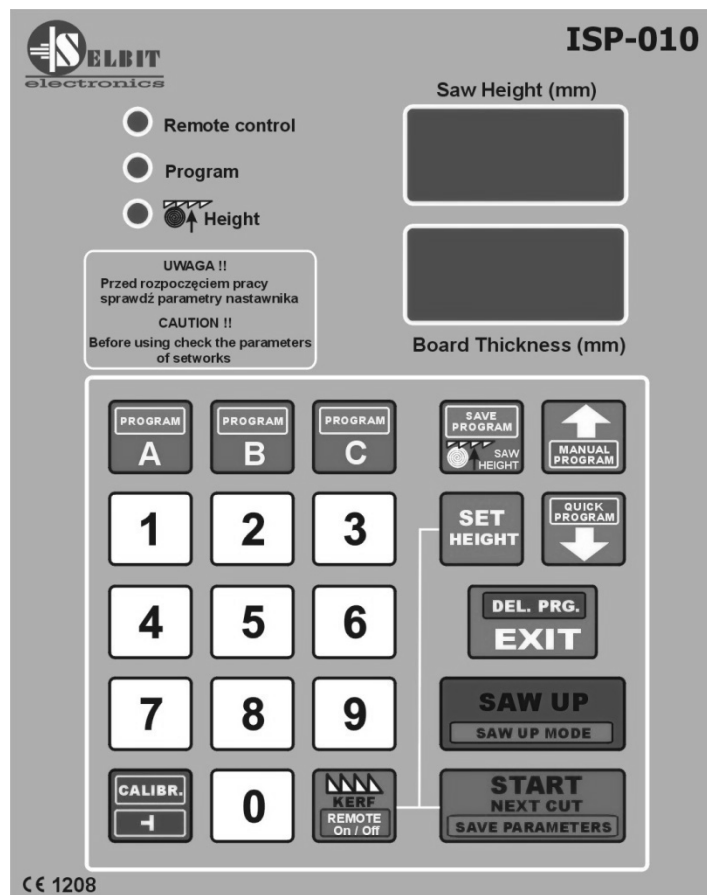 SELBIT
electronics
ISP-010
Saw Height (mm)
Remote control
Program
Height
UWAGA !!
Przed rozpoczęciem pracy
sprawdź parametry nastawnika
CAUTION !!
Before using check the parameters
of setworks
Board Thickness (mm)
PROGRAM
A
PROGRAM
B
PROGRAM
C
SAVE
PROGRAM
SAW
HEIGHT
MANUAL
PROGRAM
1
2
3
SET
HEIGHT
QUICK
PROGRAM
4
5
6
DEL. PRG.
EXIT
7
8
9
SAW UP
SAW UP MODE
CALIBR.
0
KERF
REMOTE
On / Off
START
NEXT CUT
SAVE PARAMETERS
CE 1208